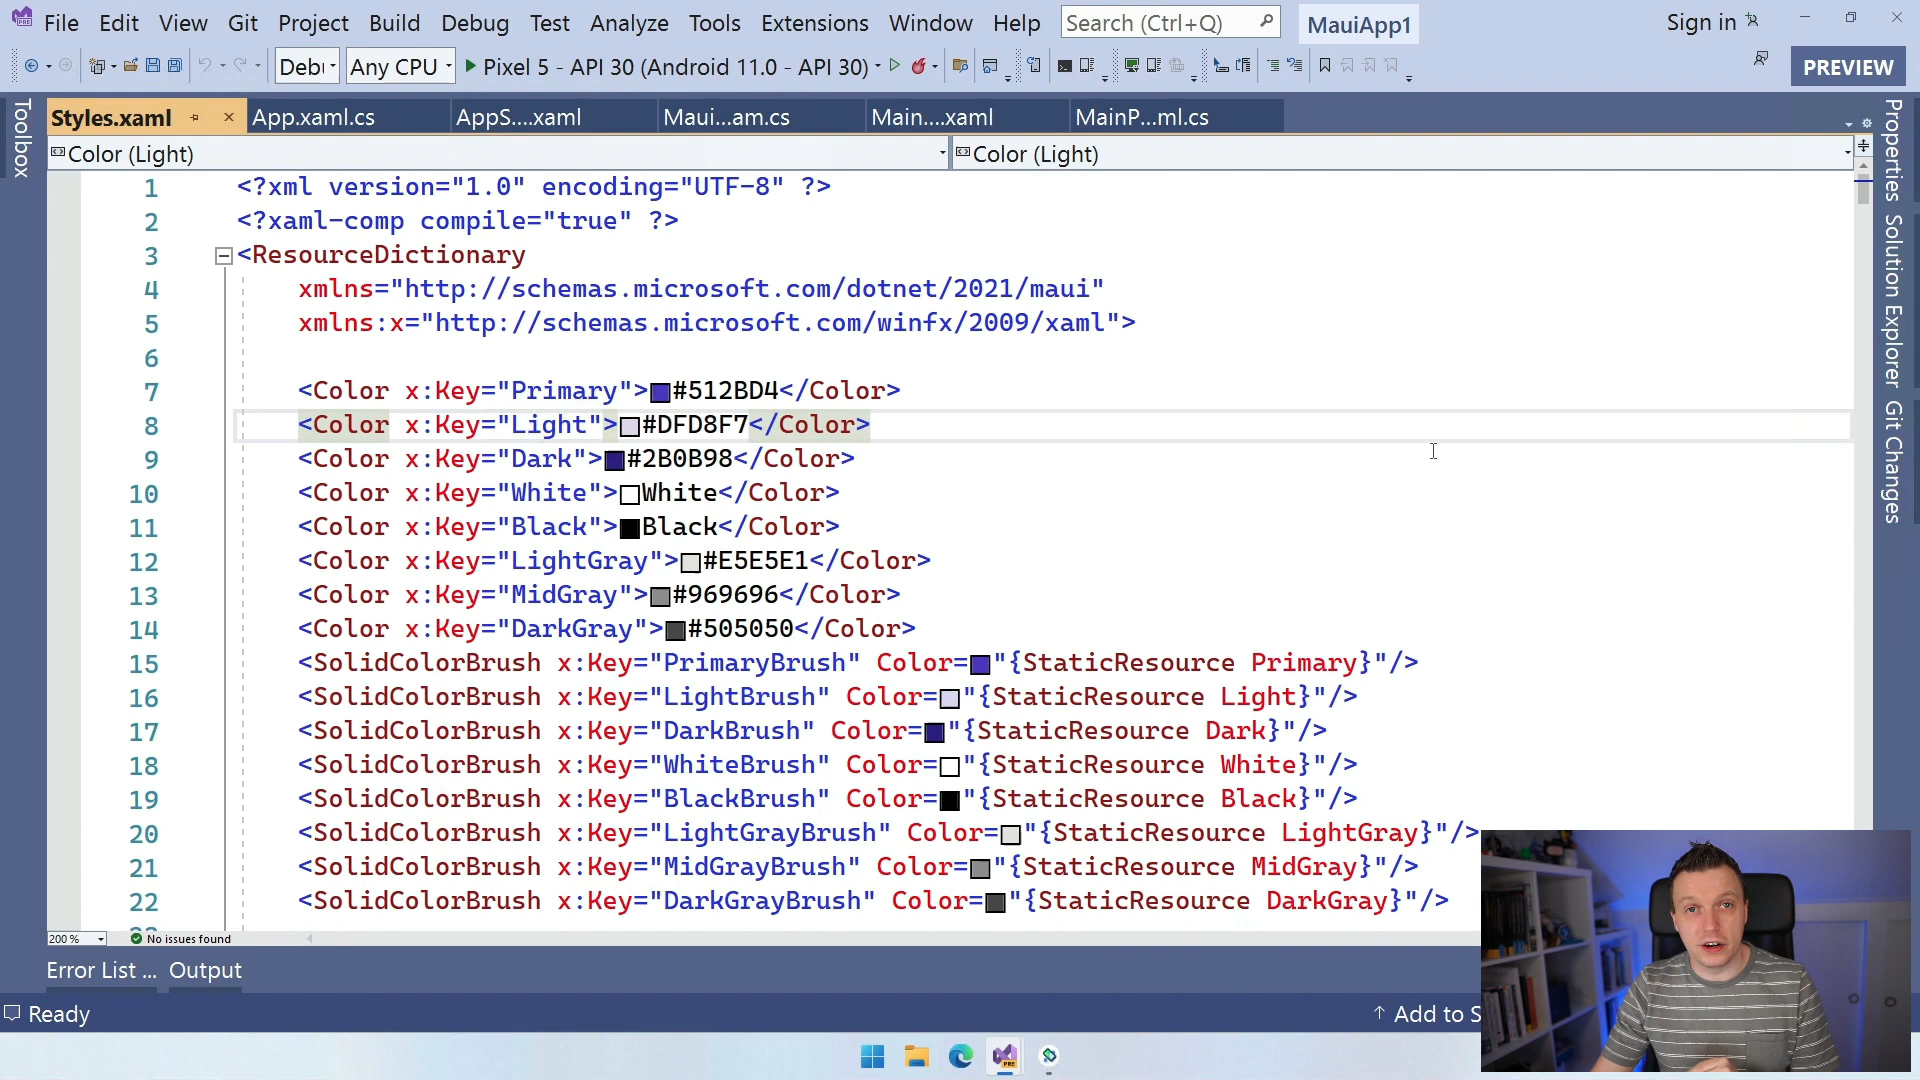 File Edit View Git Project Build Debug Test Analyze Tools Extensions Window Help Search (Ctrl+Q) MauiApp1 Sign in
Debu Any CPU Pixel 5 - API 30 (Android 11.0 - API 30) PREVIEW
Toolbox
Styles.xaml App.xaml.cs AppS....xaml Maui...am.cs Main....xaml MainP...ml.cs
Color (Light) Color (Light)
1 <?xml version="1.0" encoding="UTF-8" ?>
2 <?xaml-comp compile="true" ?>
3 <ResourceDictionary
4 xmlns="http://schemas.microsoft.com/dotnet/2021/maui"
5 xmlns:x="http://schemas.microsoft.com/winfx/2009/xaml">
6
7 <Color x:Key="Primary">#512BD4</Color>
8 <Color x:Key="Light">#DFD8F7</Color>
9 <Color x:Key="Dark">#2B0B98</Color>
10 <Color x:Key="White">White</Color>
11 <Color x:Key="Black">Black</Color>
12 <Color x:Key="LightGray">#E5E5E1</Color>
13 <Color x:Key="MidGray">#969696</Color>
14 <Color x:Key="DarkGray">#505050</Color>
15 <SolidColorBrush x:Key="PrimaryBrush" Color="{StaticResource Primary}"/>
16 <SolidColorBrush x:Key="LightBrush" Color="{StaticResource Light}"/>
17 <SolidColorBrush x:Key="DarkBrush" Color="{StaticResource Dark}"/>
18 <SolidColorBrush x:Key="WhiteBrush" Color="{StaticResource White}"/>
19 <SolidColorBrush x:Key="BlackBrush" Color="{StaticResource Black}"/>
20 <SolidColorBrush x:Key="LightGrayBrush" Color="{StaticResource LightGray}"/>
21 <SolidColorBrush x:Key="MidGrayBrush" Color="{StaticResource MidGray}"/>
22 <SolidColorBrush x:Key="DarkGrayBrush" Color="{StaticResource DarkGray}"/>
Properties
Solution Explorer
Git Changes
200 % No issues found
Error List ... Output
Ready Add to S
PRE